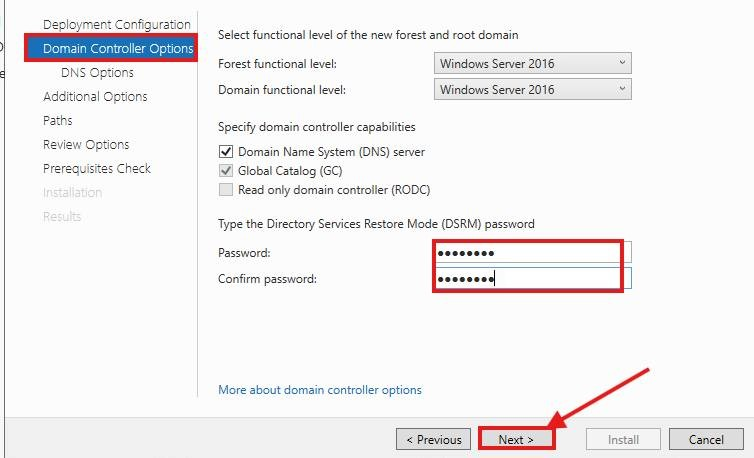 Deployment Configuration
Domain Controller Options
DNS Options
Additional Options
Paths
Review Options
Prerequisites Check
Installation
Results
Select functional level of the new forest and root domain
Forest functional level: Windows Server 2016
Domain functional level: Windows Server 2016
Specify domain controller capabilities
Domain Name System (DNS) server
Global Catalog (GC)
Read only domain controller (RODC)
Type the Directory Services Restore Mode (DSRM) password
Password: ●●●●●●●●
Confirm password: ●●●●●●●●
More about domain controller options
< Previous Next > Install Cancel